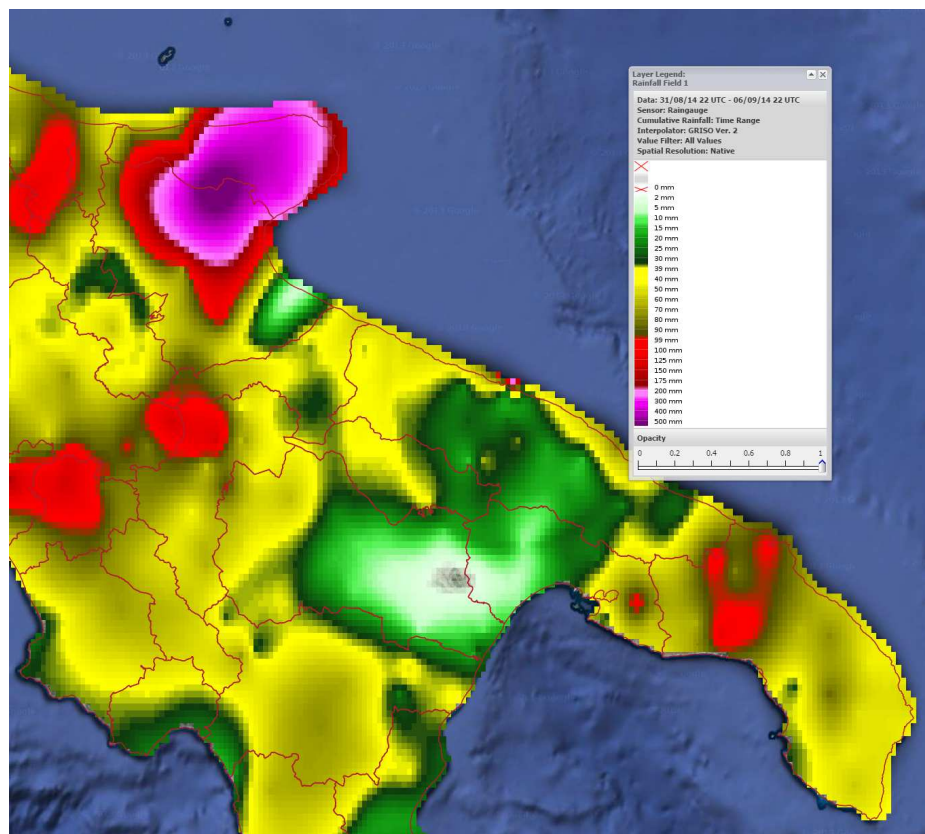 Layer Legend:
Rainfall Field 1
Data: 31/08/14 22 UTC - 06/09/14 22 UTC
Sensor: Raingauge
Cumulative Rainfall: Time Range
Interpolator: GRISO Ver. 2
Value Filter: All Values
Spatial Resolution: Native
0 mm
2 mm
5 mm
10 mm
15 mm
20 mm
25 mm
30 mm
39 mm
40 mm
50 mm
60 mm
70 mm
80 mm
90 mm
99 mm
100 mm
125 mm
150 mm
175 mm
200 mm
300 mm
400 mm
500 mm
Opacity
0 0.2 0.4 0.6 0.8 1